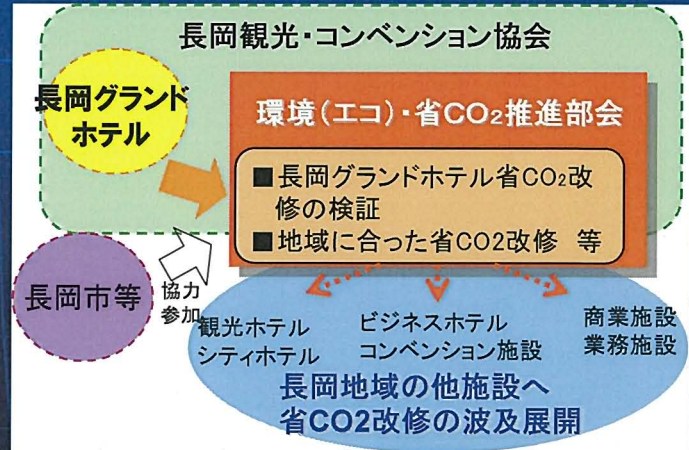 長岡観光・コンベンション協会
長岡グランド
ホテル
環境(エコ)・省CO₂推進部会
■長岡グランドホテル省CO₂改
修の検証
■地域に合った省CO2改修 等
長岡市等
協力
参加
観光ホテル
シティホテル
ビジネスホテル
コンベンション施設
商業施設
業務施設
長岡地域の他施設へ
省CO2改修の波及展開